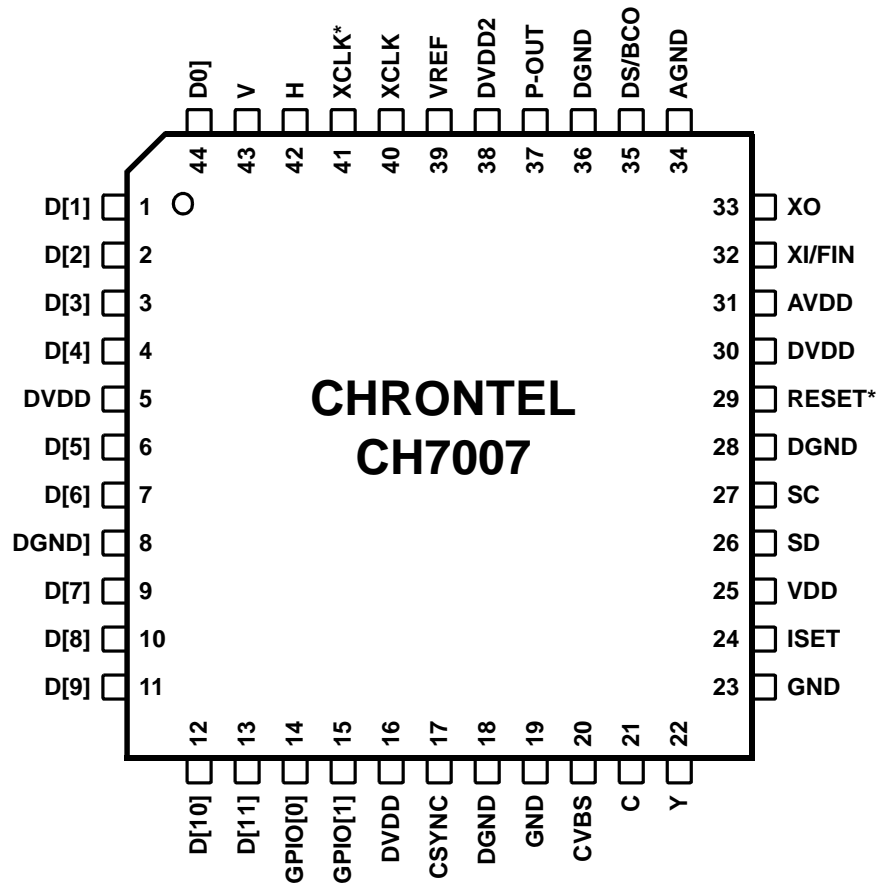 D0]
V
H
XCLK*
XCLK
VREF
DVDD2
P-OUT
DGND
DS/BCO
AGND
44
43
42
41
40
39
38
37
36
35
34
D[1] 1
D[2] 2
D[3] 3
D[4] 4
DVDD 5
D[5] 6
D[6] 7
DGND] 8
D[7] 9
D[8] 10
D[9] 11
CHRONTEL
CH7007
33 XO
32 XI/FIN
31 AVDD
30 DVDD
29 RESET*
28 DGND
27 SC
26 SD
25 VDD
24 ISET
23 GND
12
13
14
15
16
17
18
19
20
21
22
D[10]
D[11]
GPIO[0]
GPIO[1]
DVDD
CSYNC
DGND
GND
CVBS
C
Y